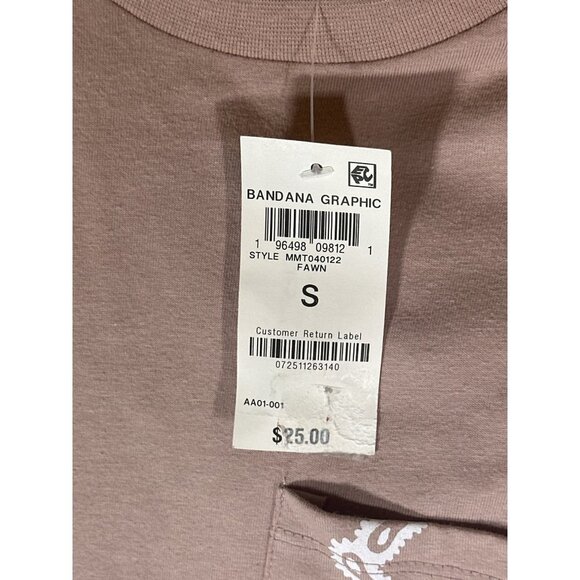 BANDANA GRAPHIC
1 96498 09812 1
STYLE MMT040122
FAWN
S
Customer Return Label
072511263140
AA01-001
$25.00